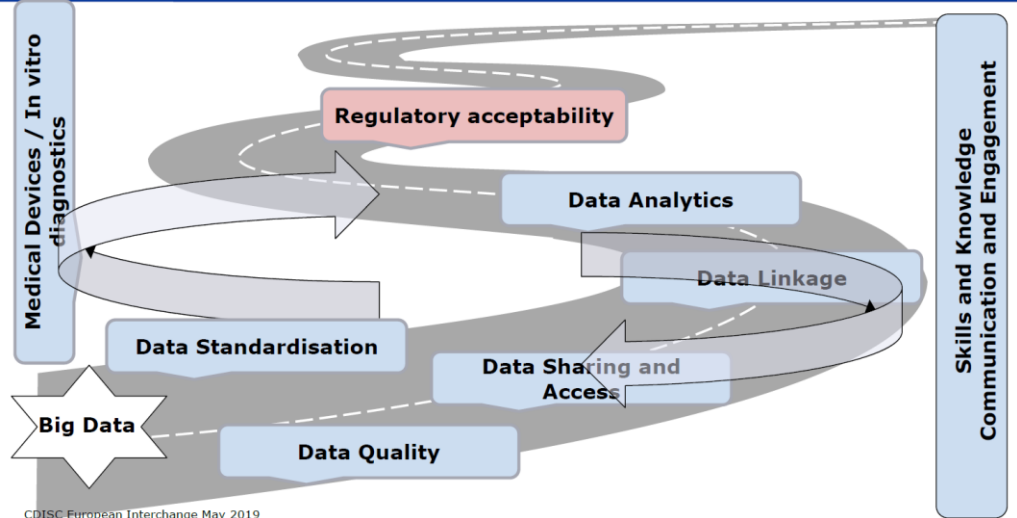 Medical Devices / In vitro
diagnostics
Regulatory acceptability
Data Analytics
Data Linkage
Data Standardisation
Data Sharing and
Access
Big Data
Data Quality
Skills and Knowledge
Communication and Engagement
CDISC European Interchange May 2019